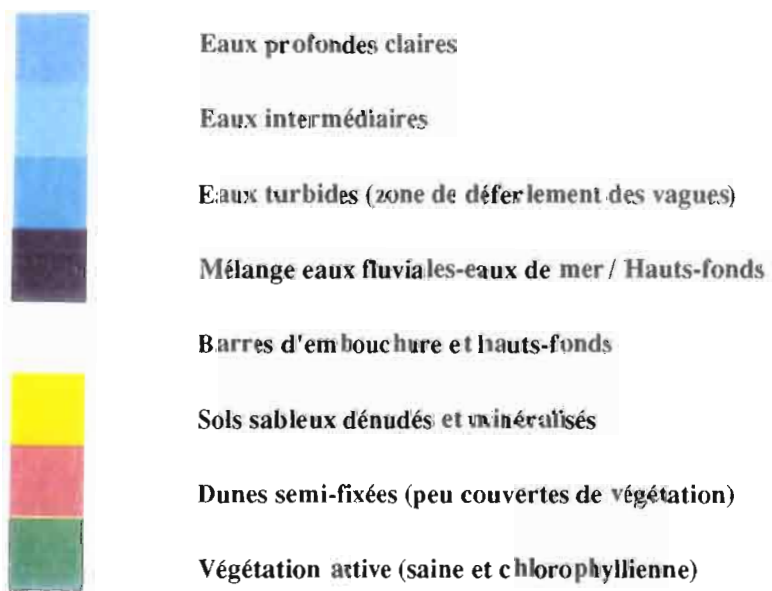 Eaux profondes claires
Eaux intermédiaires
Eaux turbides (zone de déferlement des vagues)
Mélange eaux fluviales-eaux de mer / Hauts-fonds
Barres d'embouchure et hauts-fonds
Sols sableux dénudés et minéralisés
Dunes semi-fixées (peu couvertes de végétation)
Végétation active (saine et chlorophyllienne)